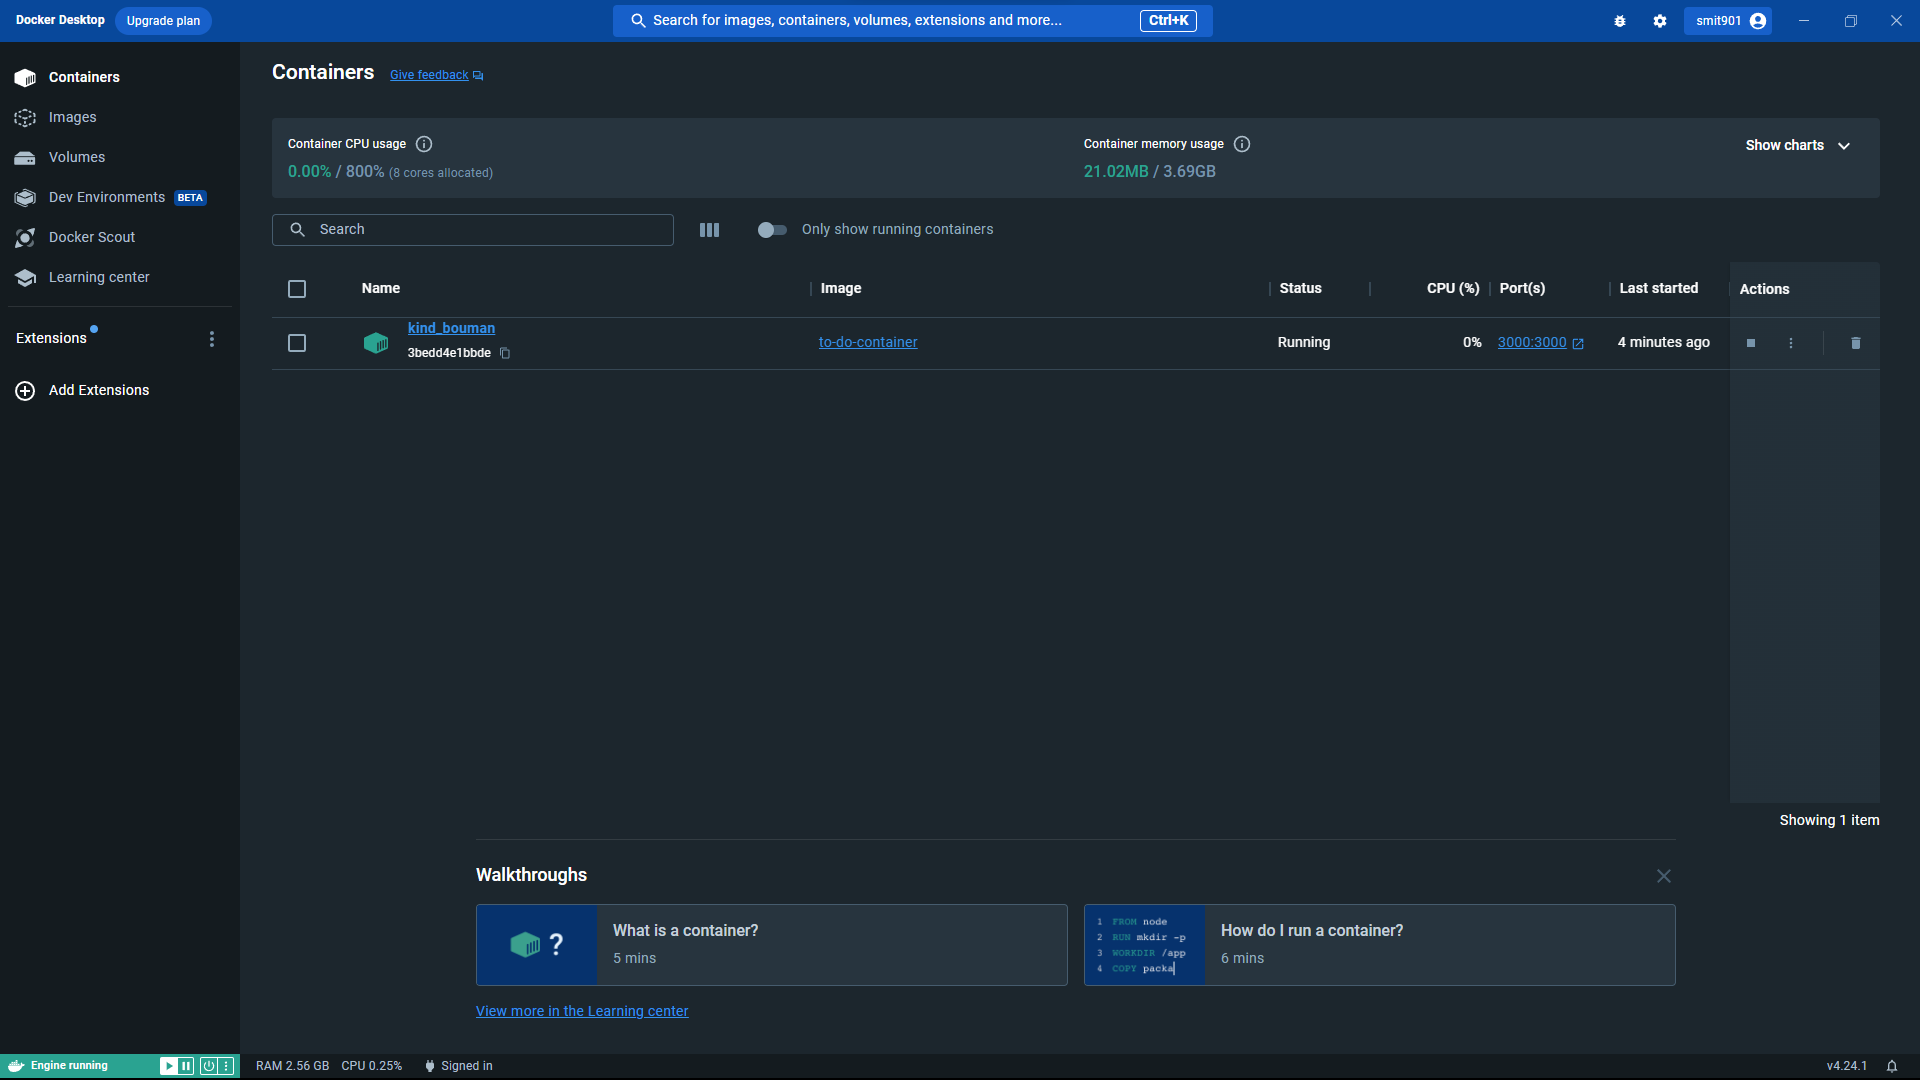 Docker Desktop
Upgrade plan
Search for images, containers, volumes, extensions and more...
Ctrl+K
smit901
Containers
Images
Volumes
Dev Environments BETA
Docker Scout
Learning center
Extensions
Add Extensions
Containers
Give feedback
Container CPU usage
0.00% / 800% (8 cores allocated)
Container memory usage
21.02MB / 3.69GB
Show charts
Search
Only show running containers
Name
Image
Status
CPU (%)
Port(s)
Last started
Actions
kind_bouman
3bedd4e1bbde
to-do-container
Running
0%
3000:3000
4 minutes ago
Showing 1 item
Walkthroughs
?
What is a container?
5 mins
1 FROM node
2 RUN mkdir -p
3 WORKDIR /app
4 COPY packa
How do I run a container?
6 mins
View more in the Learning center
Engine running
RAM 2.56 GB
CPU 0.25%
Signed in
v4.24.1